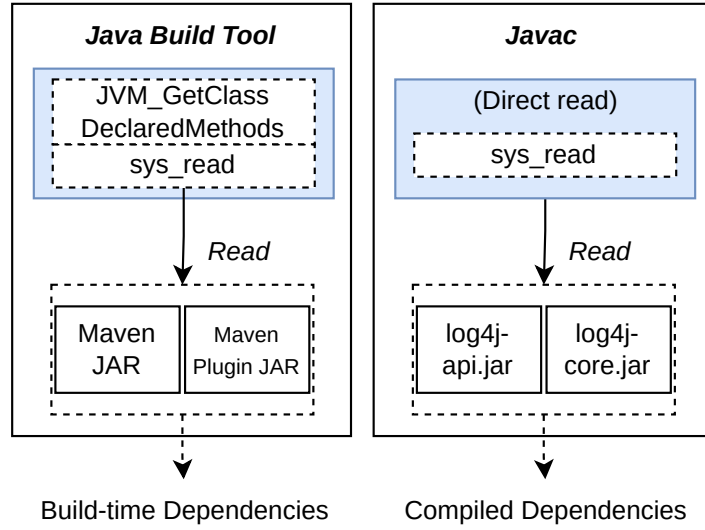 Java Build Tool
JVM_GetClass
DeclaredMethods
sys_read
Read
Maven
JAR
Maven
Plugin JAR
Build-time Dependencies
Javac
(Direct read)
sys_read
Read
log4j-
api.jar
log4j-
core.jar
Compiled Dependencies